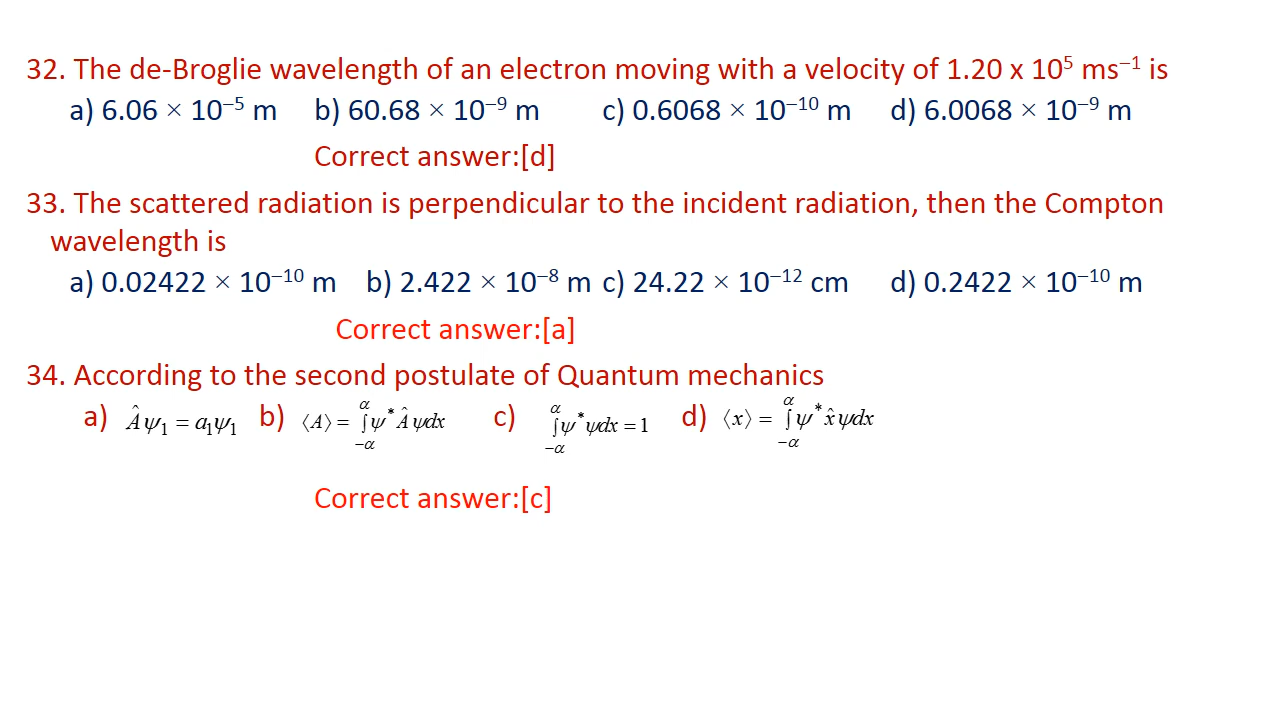 32. The de-Broglie wavelength of an electron moving with a velocity of 1.20 x 10⁵ ms⁻¹ is
a) 6.06 × 10⁻⁵ m b) 60.68 × 10⁻⁹ m c) 0.6068 × 10⁻¹⁰ m d) 6.0068 × 10⁻⁹ m
Correct answer:[d]
33. The scattered radiation is perpendicular to the incident radiation, then the Compton
wavelength is
a) 0.02422 × 10⁻¹⁰ m b) 2.422 × 10⁻⁸ m c) 24.22 × 10⁻¹² cm d) 0.2422 × 10⁻¹⁰ m
Correct answer:[a]
34. According to the second postulate of Quantum mechanics
a) Âψ₁ = a₁ψ₁ b) ⟨A⟩ = ∫_{−α}^{α} ψ* Â ψdx c) ∫_{−α}^{α} ψ*ψdx = 1 d) ⟨x⟩ = ∫_{−α}^{α} ψ* x̂ ψdx
Correct answer:[c]